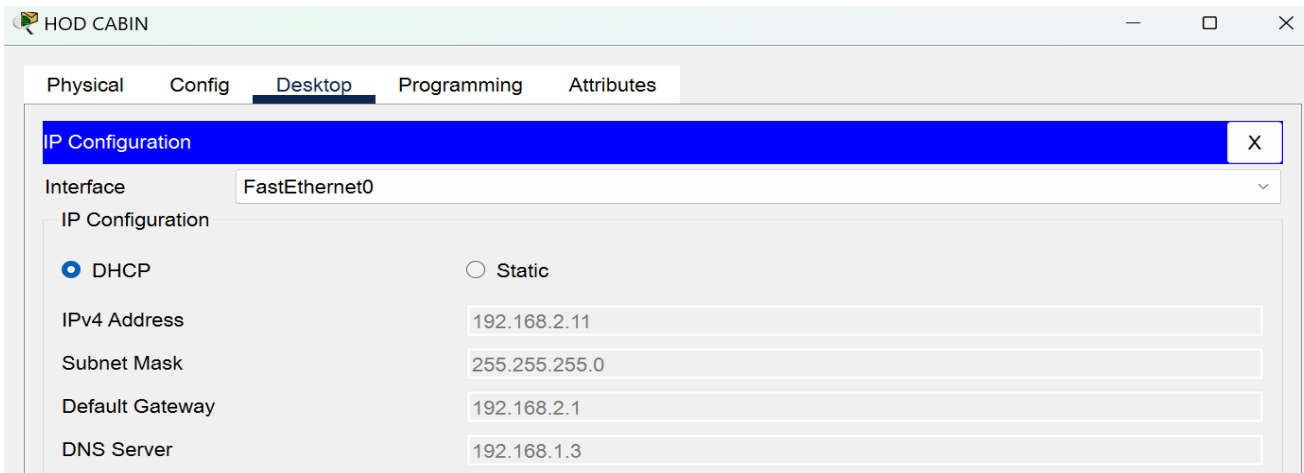 HOD CABIN
Physical Config Desktop Programming Attributes
IP Configuration X
Interface FastEthernet0
IP Configuration
DHCP Static
IPv4 Address 192.168.2.11
Subnet Mask 255.255.255.0
Default Gateway 192.168.2.1
DNS Server 192.168.1.3